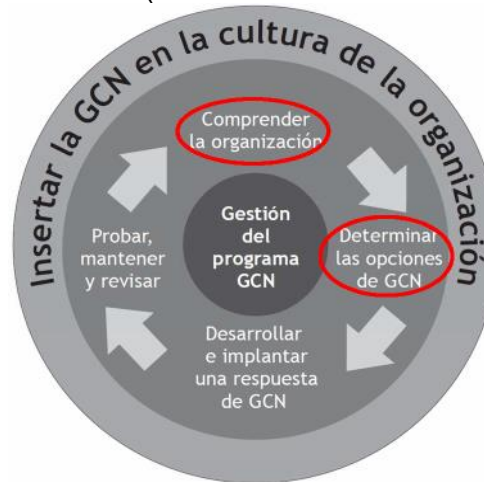 Insertar la GCN en la cultura de la organización
Comprender
la organización
Gestión
del
programa
GCN
Determinar
las opciones
de GCN
Desarrollar
e implantar
una respuesta
de GCN
Probar,
mantener
y revisar